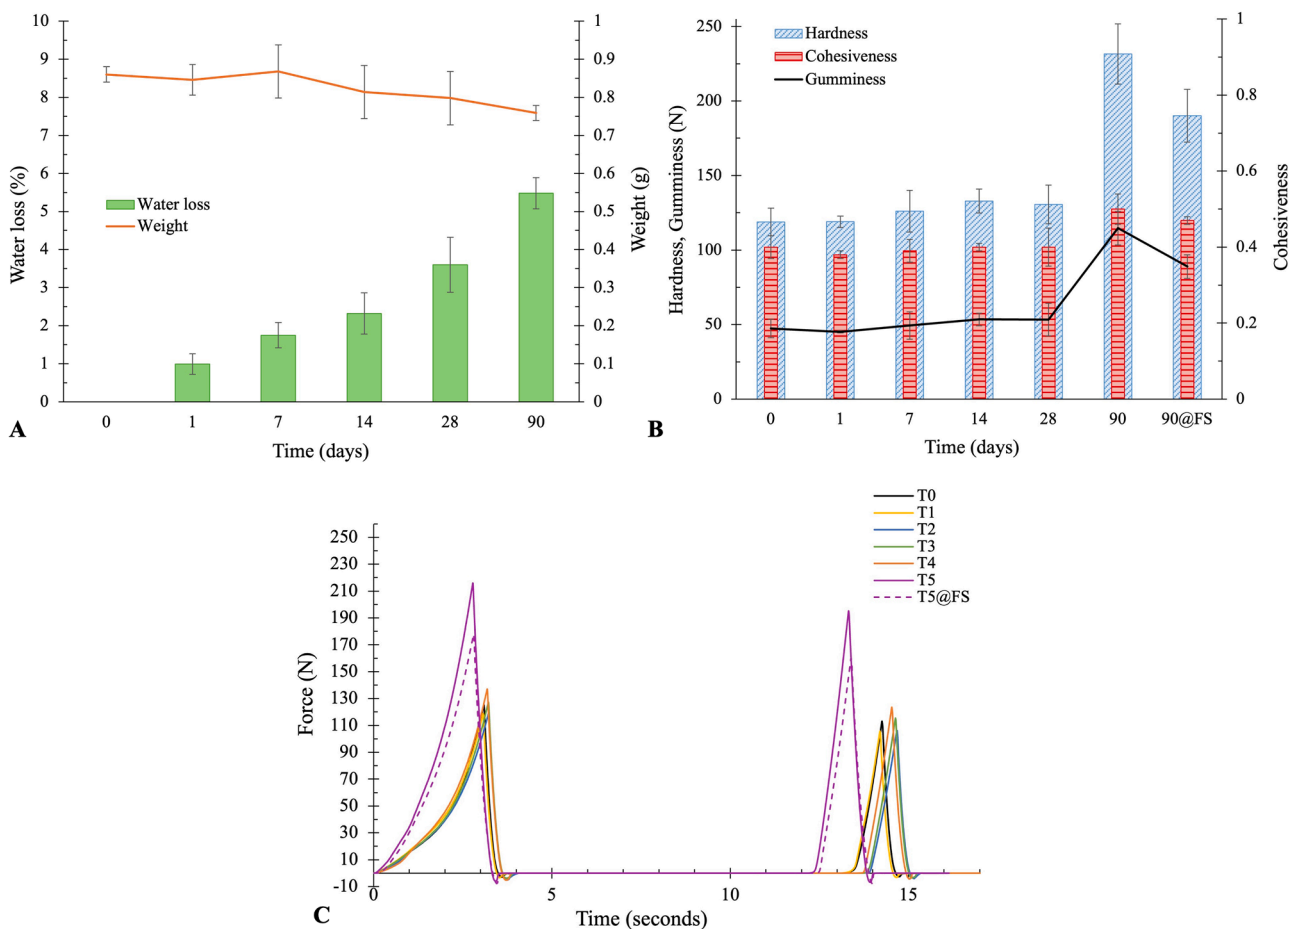 10
9
8
7
6
5
4
3
2
1
0
Water loss (%)
Water loss
Weight
1
0.9
0.8
0.7
0.6
0.5
0.4
0.3
0.2
0.1
0
Weight (g)
0 1 7 14 28 90
Time (days)
A
250
200
150
100
50
0
Hardness, Gumminess (N)
Hardness
Cohesiveness
Gumminess
1
0.8
0.6
0.4
0.2
0
Cohesiveness
0 1 7 14 28 90 90@FS
Time (days)
B
T0
T1
T2
T3
T4
T5
T5@FS
250
230
210
190
170
150
130
110
90
70
50
30
10
-10
Force (N)
0 5 10 15
Time (seconds)
C